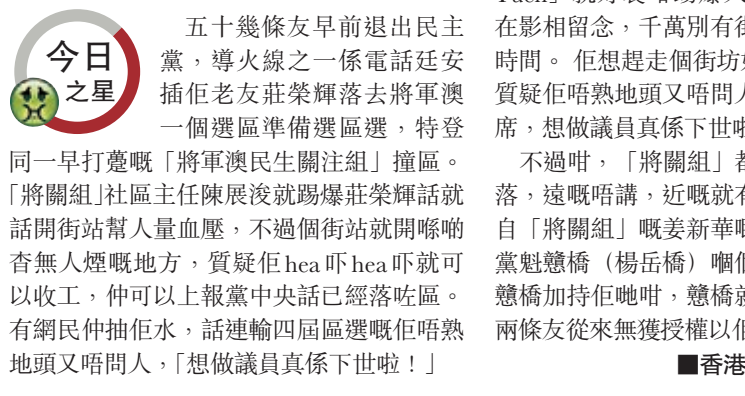 今日
之星
五十幾條友早前退出民主
黨，導火線之一係電話廷安
插佢老友莊榮輝落去將軍澳
一個選區準備選區選，特登
同一早打躉嘅「將軍澳民生關注組」撞區。
「將關組」社區主任陳展浚就踢爆莊榮輝話就
話開街站幫人量血壓，不過個街站就開喺啲
杳無人煙嘅地方，質疑佢hea吓hea吓就可
以收工，仲可以上報黨中央話已經落咗區。
有網民仲抽佢水，話連輸四屆區選嘅佢唔熟
地頭又唔問人，「想做議員真係下世啦！」
在影相留念，千萬別有街
時間。佢想趕走個街坊
質疑佢唔熟地頭又唔問人
席，想做議員真係下世啦
不過咁，「將關組」都
落，遠嘅唔講，近嘅就有
自「將關組」嘅姜新華嘅
黨魁戇橋（楊岳橋）嗰個
戇橋加持佢哋咁，戇橋就
兩條友從來無獲授權以佢
■香港